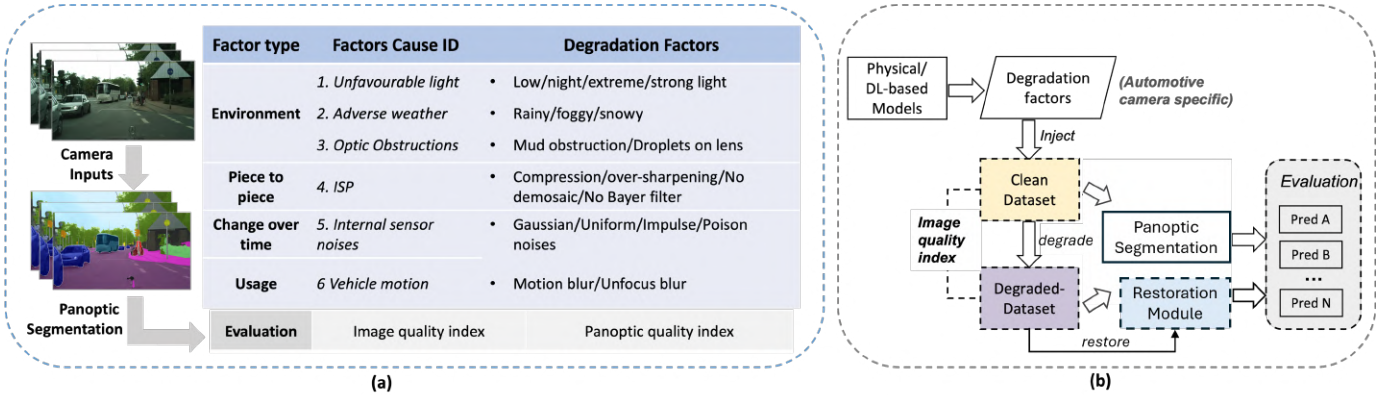 Camera
Inputs
Panoptic
Segmentation
Factor type Factors Cause ID Degradation Factors
Environment
1. Unfavourable light • Low/night/extreme/strong light
2. Adverse weather • Rainy/foggy/snowy
3. Optic Obstructions • Mud obstruction/Droplets on lens
Piece to
piece
4. ISP
• Compression/over-sharpening/No
demosaic/No Bayer filter
Change over
time
5. Internal sensor
noises
• Gaussian/Uniform/Impulse/Poison
noises
Usage 6 Vehicle motion • Motion blur/Unfocus blur
Evaluation Image quality index Panoptic quality index
(a)
Physical/
DL-based
Models
Degradation
factors
(Automotive
camera specific)
Inject
Clean
Dataset
Image
quality
index
degrade
Panoptic
Segmentation
Degraded-
Dataset
Restoration
Module
restore
Evaluation
Pred A
Pred B
...
Pred N
(b)